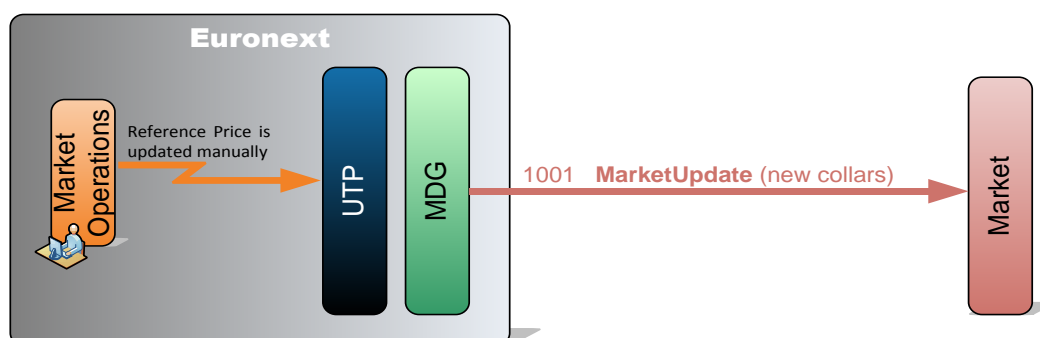 Euronext
Market
Operations
Reference Price is
updated manually
UTP
MDG
1001 MarketUpdate (new collars)
Market